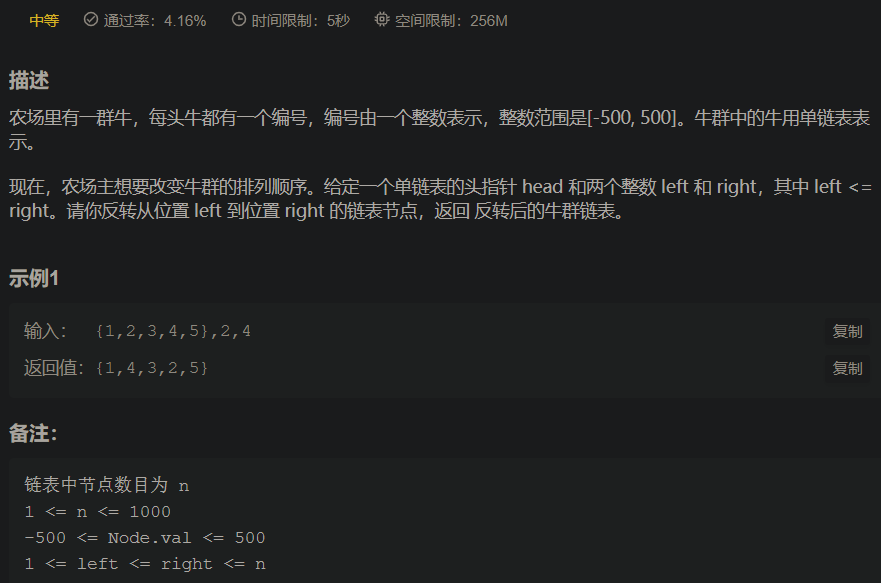 中等 通过率：4.16% 时间限制：5秒 空间限制：256M
描述
农场里有一群牛，每头牛都有一个编号，编号由一个整数表示，整数范围是[-500, 500]。牛群中的牛用单链表表
示。
现在，农场主想要改变牛群的排列顺序。给定一个单链表的头指针 head 和两个整数 left 和 right，其中 left <=
right。请你反转从位置 left 到位置 right 的链表节点，返回 反转后的牛群链表。
示例1
输入： {1,2,3,4,5},2,4 复制
返回值：{1,4,3,2,5} 复制
备注：
链表中节点数目为 n
1 <= n <= 1000
-500 <= Node.val <= 500
1 <= left <= right <= n